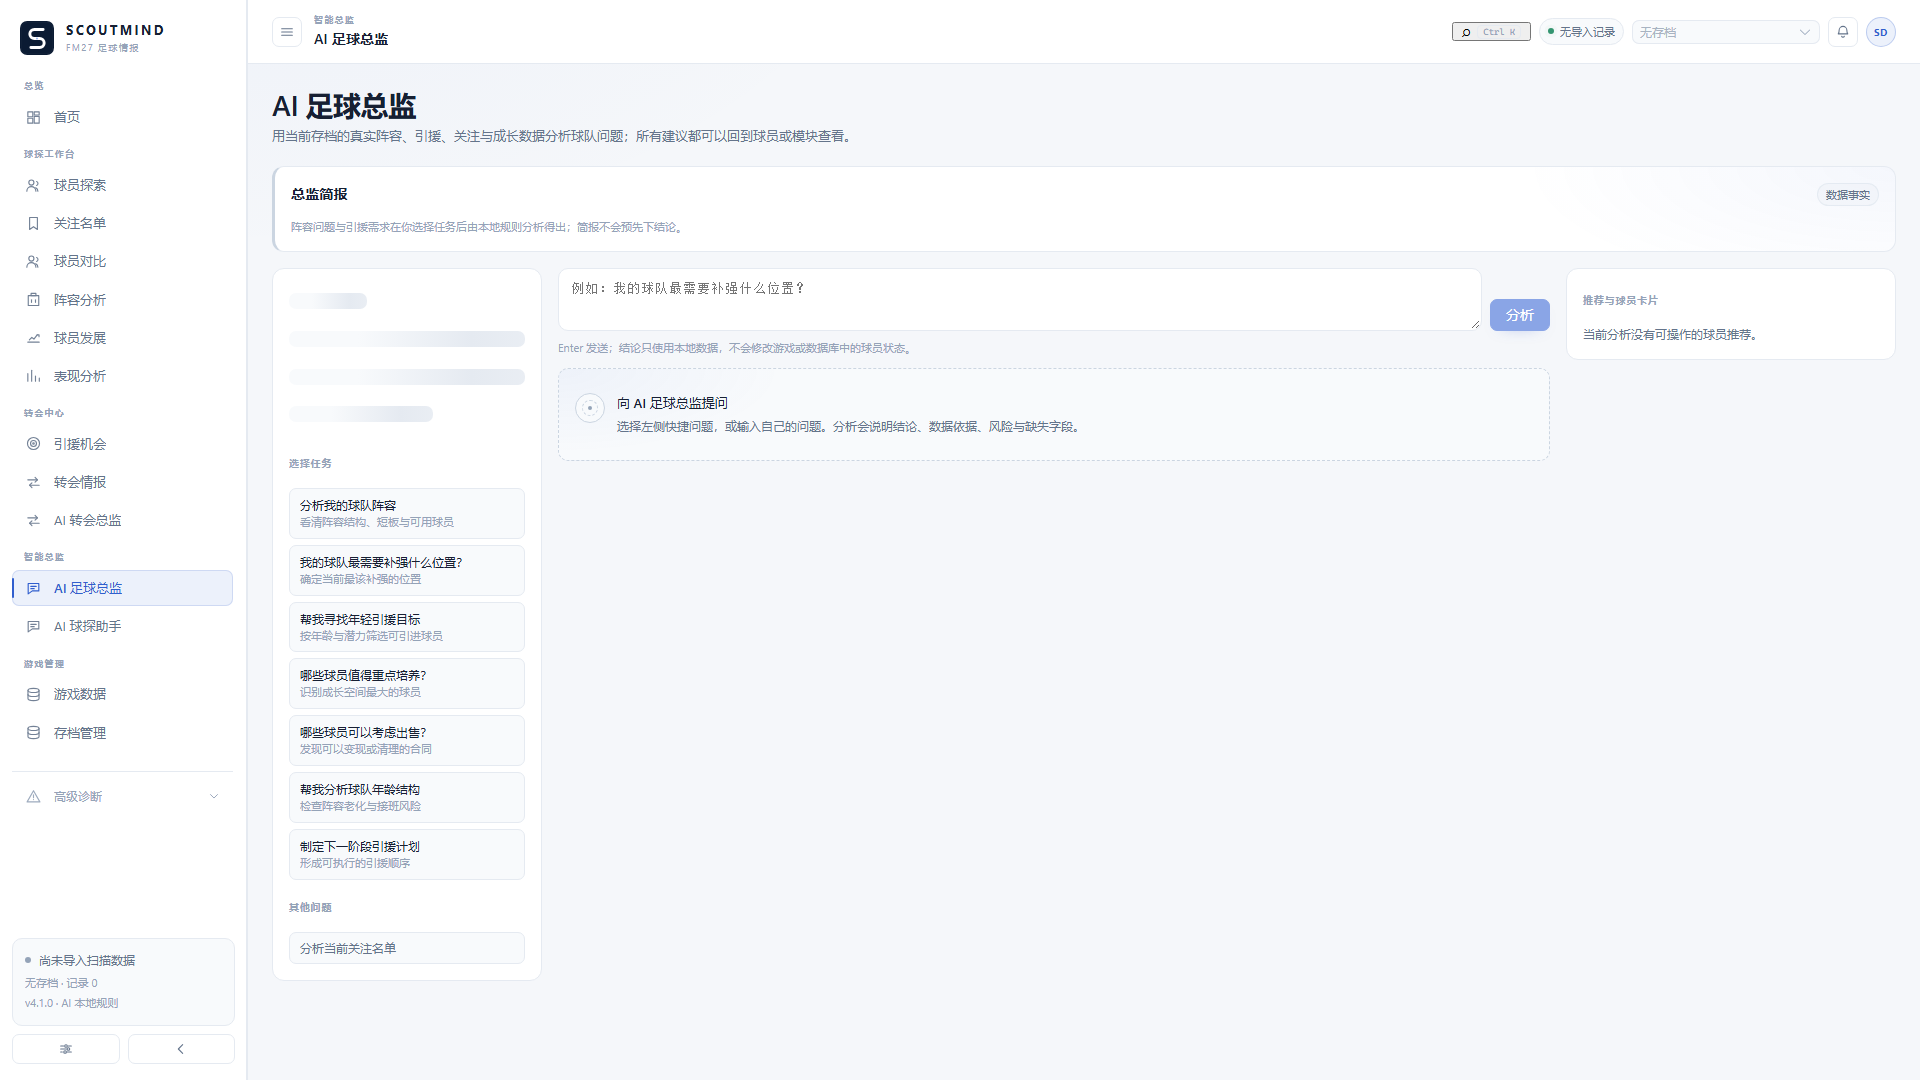 SCOUTMIND
FM27 足球情报
总览
首页
球探工作台
球员探索
关注名单
球员对比
阵容分析
球员发展
表现分析
转会中心
引援机会
转会情报
AI 转会总监
智能总监
AI 足球总监
AI 球探助手
游戏管理
游戏数据
存档管理
高级诊断
尚未导入扫描数据
无存档 · 记录 0
v4.1.0 · AI 本地规则
智能总监
AI 足球总监
Ctrl K
无导入记录
无存档
SD
AI 足球总监
用当前存档的真实阵容、引援、关注与成长数据分析球队问题；所有建议都可以回到球员或模块查看。
总监简报
数据事实
阵容问题与引援需求在你选择任务后由本地规则分析得出；简报不会预先下结论。
选择任务
分析我的球队阵容
看清阵容结构、短板与可用球员
我的球队最需要补强什么位置？
确定当前最该补强的位置
帮我寻找年轻引援目标
按年龄与潜力筛选可引进球员
哪些球员值得重点培养？
识别成长空间最大的球员
哪些球员可以考虑出售？
发现可以变现或清理的合同
帮我分析球队年龄结构
检查阵容老化与接班风险
制定下一阶段引援计划
形成可执行的引援顺序
其他问题
分析当前关注名单
例如：我的球队最需要补强什么位置？
分析
Enter 发送；结论只使用本地数据，不会修改游戏或数据库中的球员状态。
向 AI 足球总监提问
选择左侧快捷问题，或输入自己的问题。分析会说明结论、数据依据、风险与缺失字段。
推荐与球员卡片
当前分析没有可操作的球员推荐。